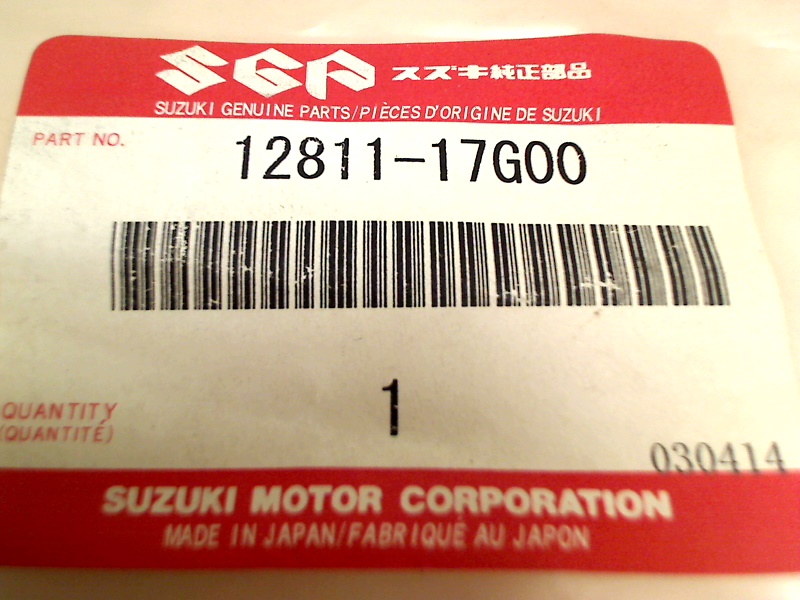 SGP スズキ純正部品
SUZUKI GENUINE PARTS/PIÈCES D'ORIGINE DE SUZUKI
PART NO. 12811-17G00
1
QUANTITY
(QUANTITÉ)
030414
SUZUKI MOTOR CORPORATION
MADE IN JAPAN/FABRIQUÉ AU JAPON